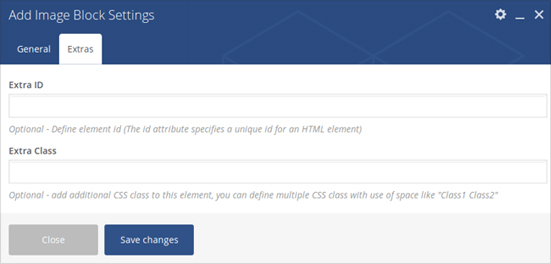 Add Image Block Settings
General Extras
Extra ID
Optional - Define element id (The id attribute specifies a unique id for an HTML element)
Extra Class
Optional - add additional CSS class to this element, you can define multiple CSS class with use of space like "Class1 Class2"
Close Save changes